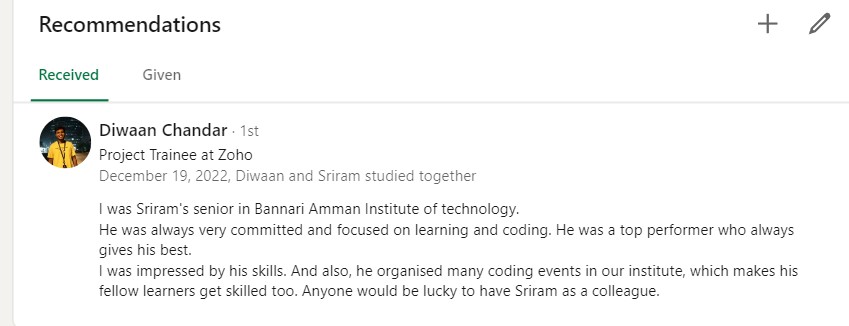 Recommendations
Received
Given
Diwaan Chandar · 1st
Project Trainee at Zoho
December 19, 2022, Diwaan and Sriram studied together
I was Sriram's senior in Bannari Amman Institute of technology.
He was always very committed and focused on learning and coding. He was a top performer who always
gives his best.
I was impressed by his skills. And also, he organised many coding events in our institute, which makes his
fellow learners get skilled too. Anyone would be lucky to have Sriram as a colleague.